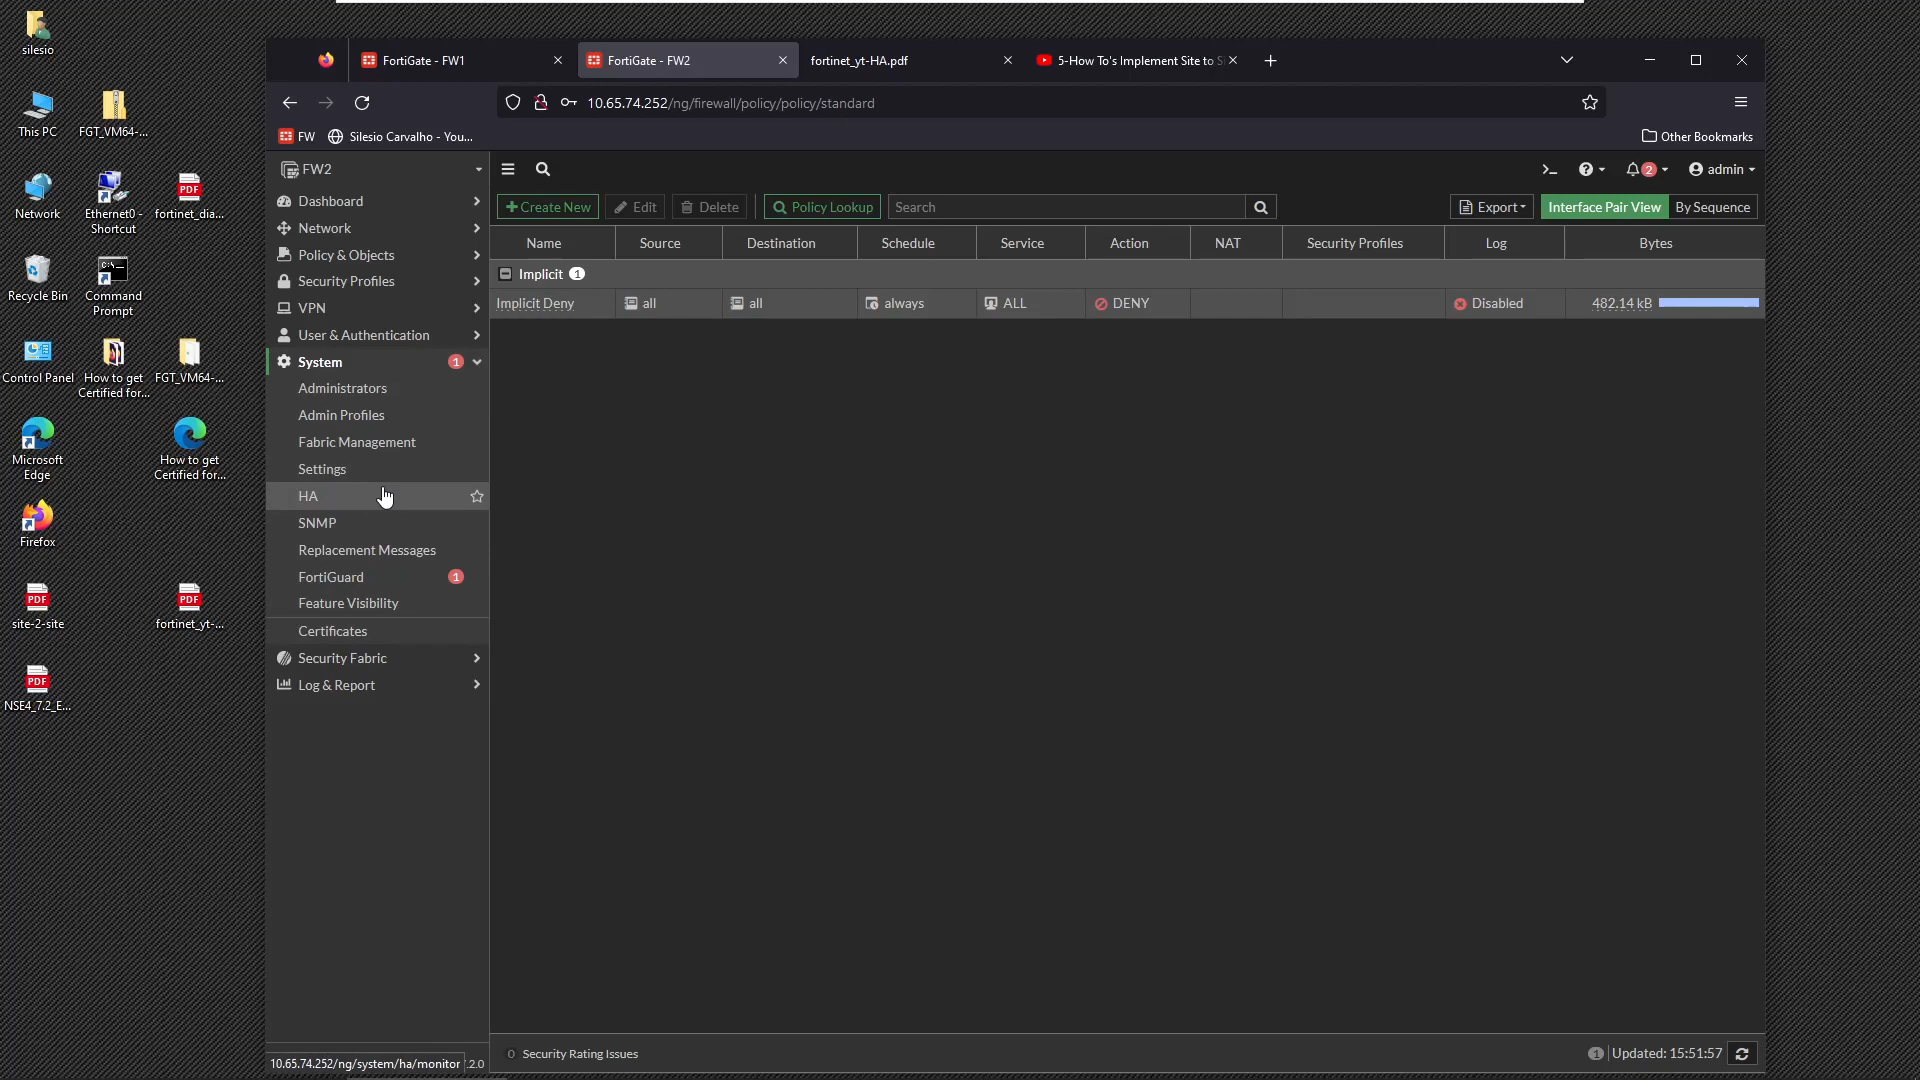 silesio
This PC
FGT_VM64-...
Network
Ethernet0 -
Shortcut
fortinet_dia...
Recycle Bin
Command
Prompt
Control Panel
How to get
Certified for...
FGT_VM64-...
Microsoft
Edge
How to get
Certified for...
Firefox
site-2-site
fortinet_yt-...
NSE4_7.2_E...
FortiGate - FW1
FortiGate - FW2
fortinet_yt-HA.pdf
5-How To's Implement Site to S
10.65.74.252/ng/firewall/policy/policy/standard
FW
Silesio Carvalho - You...
Other Bookmarks
FW2
Dashboard
Network
Policy & Objects
Security Profiles
VPN
User & Authentication
System 1
Administrators
Admin Profiles
Fabric Management
Settings
HA
SNMP
Replacement Messages
FortiGuard 1
Feature Visibility
Certificates
Security Fabric
Log & Report
10.65.74.252/ng/system/ha/monitor .2.0
2
admin
Create New
Edit
Delete
Policy Lookup
Search
Export
Interface Pair View
By Sequence
Name Source Destination Schedule Service Action NAT Security Profiles Log Bytes
Implicit 1
Implicit Deny all all always ALL DENY Disabled 482.14 kB
0 Security Rating Issues
1 Updated: 15:51:57